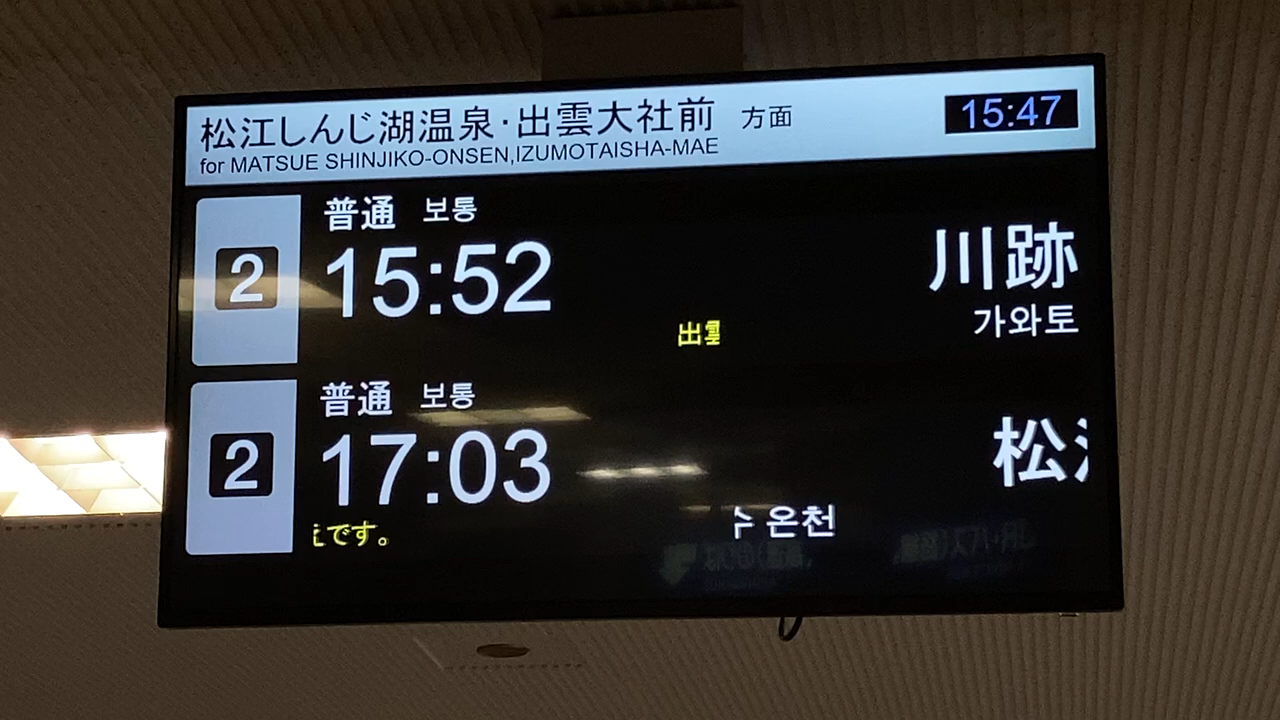 松江しんじ湖温泉·出雲大社前 方面
for MATSUE SHINJIKO-ONSEN,IZUMOTAISHA-MAE
15:47
2
普通 보통
15:52
川跡
가와토
出雲
2
普通 보통
17:03
松
です。
온천